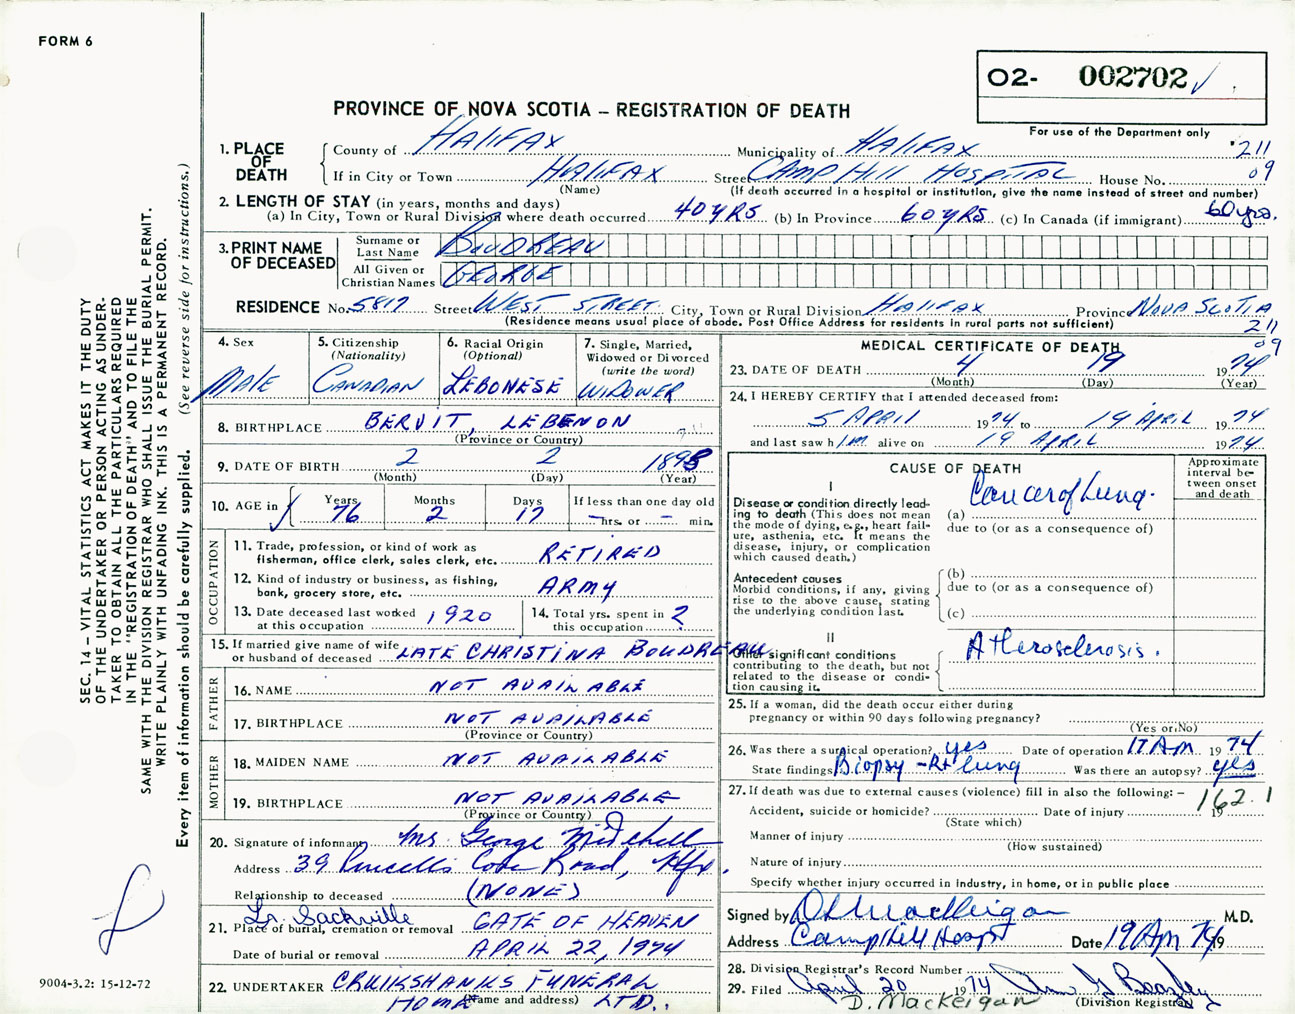 FORM 6
O2- 002702
PROVINCE OF NOVA SCOTIA – REGISTRATION OF DEATH
For use of the Department only
1. PLACE OF DEATH
County of HALIFAX Municipality of HALIFAX 211
If in City or Town HALIFAX Street CAMP HILL HOSPITAL House No. 09
(Name) (If death occurred in a hospital or institution, give the name instead of street and number)
2. LENGTH OF STAY (in years, months and days)
(a) In City, Town or Rural Division where death occurred 40 YRS (b) In Province 60 YRS (c) In Canada (if immigrant) 60 yrs.
3. PRINT NAME OF DECEASED
Surname or Last Name BOUDREAU
All Given or Christian Names GEORGE
RESIDENCE No. 5817 Street WEST STREET City, Town or Rural Division HALIFAX Province NOVA SCOTIA
(Residence means usual place of abode. Post Office Address for residents in rural parts not sufficient) 211
09
4. Sex MALE
5. Citizenship (Nationality) CANADIAN
6. Racial Origin (Optional) LEBONESE
7. Single, Married, Widowed or Divorced (write the word) WIDOWER
8. BIRTHPLACE BERUIT, LEBENON
(Province or Country)
9. DATE OF BIRTH 2 2 1898
(Month) (Day) (Year)
10. AGE in Years 76 Months 2 Days 17 If less than one day old – hrs. or – min.
OCCUPATION
11. Trade, profession, or kind of work as fisherman, office clerk, sales clerk, etc. RETIRED
12. Kind of industry or business, as fishing, bank, grocery store, etc. ARMY
13. Date deceased last worked at this occupation 1920
14. Total yrs. spent in this occupation 2
15. If married give name of wife or husband of deceased LATE CHRISTINA BOUDREAU
FATHER
16. NAME NOT AVAILABLE
17. BIRTHPLACE NOT AVAILABLE
(Province or Country)
MOTHER
18. MAIDEN NAME NOT AVAILABLE
19. BIRTHPLACE NOT AVAILABLE
(Province or Country)
20. Signature of informant Mr George Mitchell
Address 39 Purcell's Cove Road, Hfx.
Relationship to deceased (NONE)
Lr. Sackville
21. Place of burial, cremation or removal GATE OF HEAVEN
Date of burial or removal APRIL 22, 1974
22. UNDERTAKER CRUIKSHANKS FUNERAL
HOME LTD.
(Name and address)
MEDICAL CERTIFICATE OF DEATH
23. DATE OF DEATH 4 19 1974
(Month) (Day) (Year)
24. I HEREBY CERTIFY that I attended deceased from:
5 APRIL 1974 to 19 APRIL 1974
and last saw him alive on 19 APRIL 1974
CAUSE OF DEATH
Approximate interval between onset and death
I
Disease or condition directly leading to death (This does not mean the mode of dying, e.g., heart failure, asthenia, etc. It means the disease, injury, or complication which caused death.)
(a) Cancer of Lung.
due to (or as a consequence of)
Antecedent causes
Morbid conditions, if any, giving rise to the above cause, stating the underlying condition last.
(b)
due to (or as a consequence of)
(c)
II
Other significant conditions
contributing to the death, but not related to the disease or condition causing it.
Atherosclerosis.
25. If a woman, did the death occur either during pregnancy or within 90 days following pregnancy?
(Yes or No)
26. Was there a surgical operation? yes Date of operation 17 Apr 1974
State findings Biopsy – Rt lung Was there an autopsy? yes
27. If death was due to external causes (violence) fill in also the following: –
162.1
Accident, suicide or homicide? Date of injury 19
(State which)
Manner of injury
(How sustained)
Nature of injury
Specify whether injury occurred in Industry, in home, or in public place
Signed by D L MacKeigan M.D.
Address Camp Hill Hospt Date 19 Apr 74 19
28. Division Registrar's Record Number
29. Filed April 20 1974
D. MacKeigan (Division Registrar)
SEC. 14 – VITAL STATISTICS ACT MAKES IT THE DUTY
OF THE UNDERTAKER OR PERSON ACTING AS UNDER-
TAKER TO OBTAIN ALL THE PARTICULARS REQUIRED
IN THE "REGISTRATION OF DEATH" AND TO FILE THE
SAME WITH THE DIVISION REGISTRAR WHO SHALL ISSUE THE BURIAL PERMIT.
WRITE PLAINLY WITH UNFADING INK. THIS IS A PERMANENT RECORD.
Every item of information should be carefully supplied. (See reverse side for instructions.)
9004-3.2: 15-12-72